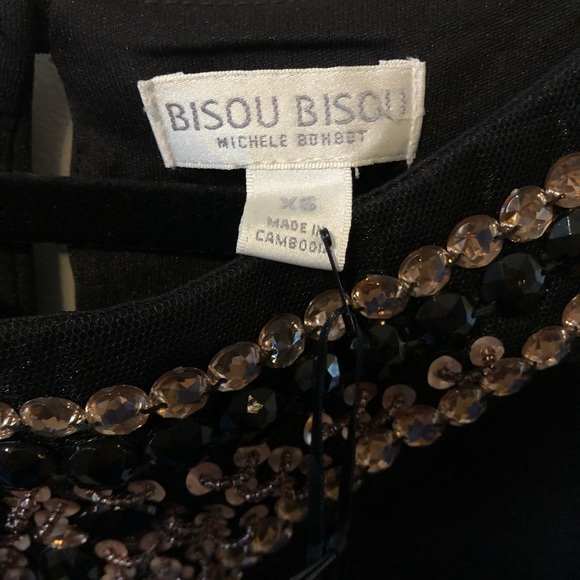 BISOU BISOU
MICHELE BOHBOT
XS
MADE IN
CAMBODIA